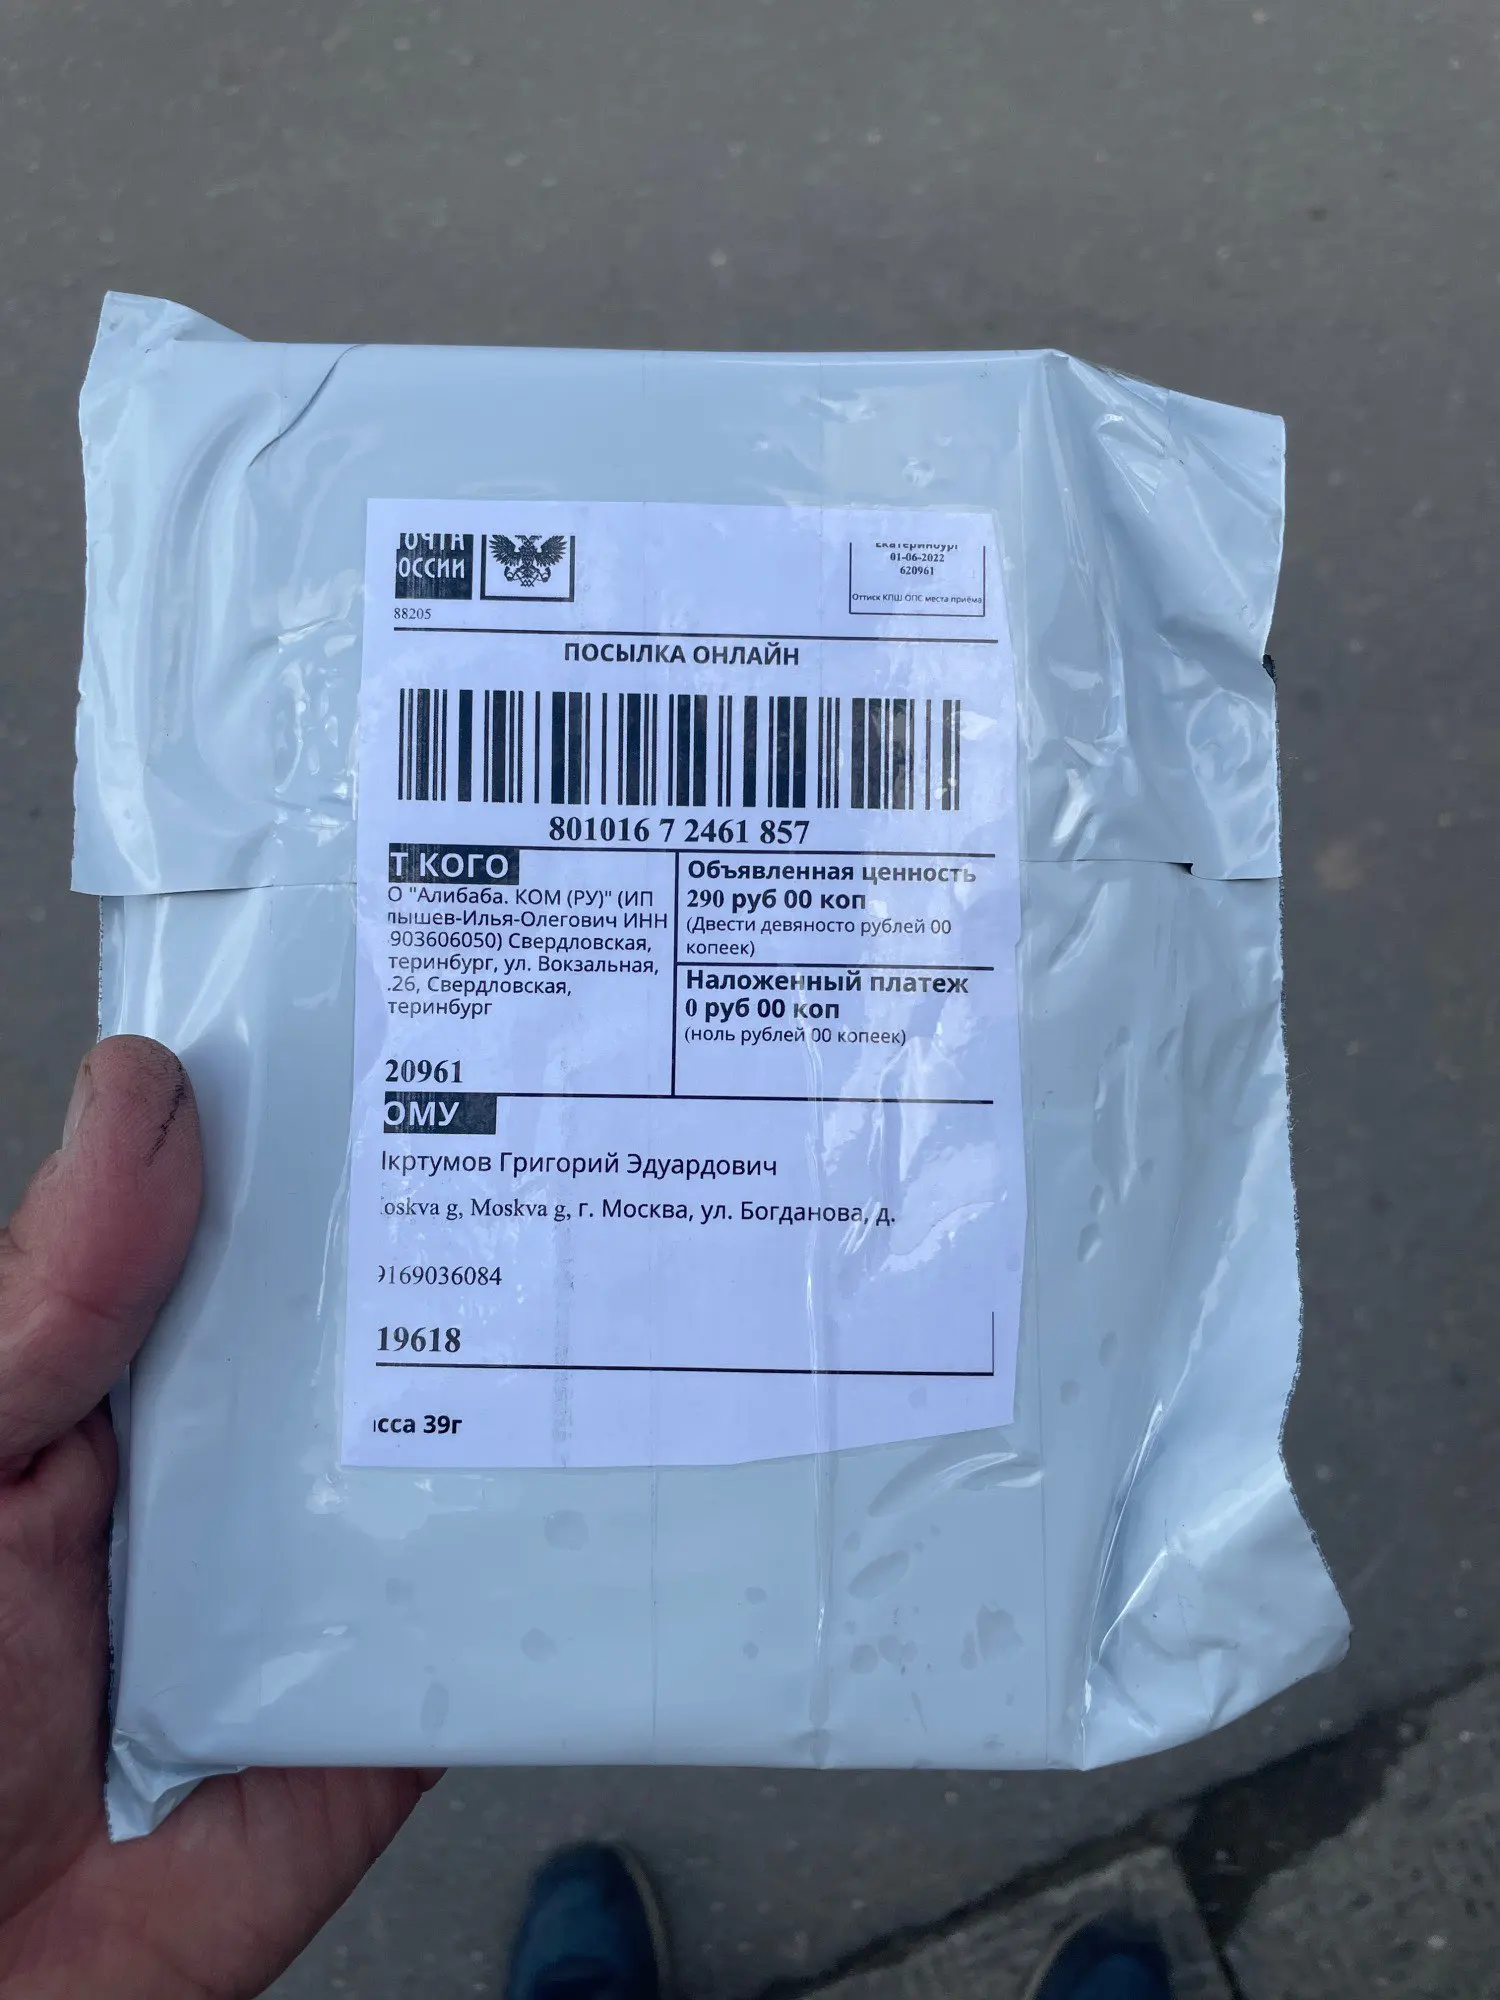 ОЧТА
ОССИИ
88205
Екатеринбург
01-06-2022
620961
Оттиск КПШ ОПС места приёма
ПОСЫЛКА ОНЛАЙН
801016 7 2461 857
Т КОГО
О "Алибаба. КОМ (РУ)" (ИП
лышев-Илья-Олегович ИНН
903606050) Свердловская,
теринбург, ул. Вокзальная,
.26, Свердловская,
теринбург
20961
Объявленная ценность
290 руб 00 коп
(Двести девяносто рублей 00
копеек)
Наложенный платеж
0 руб 00 коп
(ноль рублей 00 копеек)
ОМУ
Григорий Эдуардович
oskva g, Moskva g, г. Москва, ул. Богданова, д.
9169036084
19618
сса 39г